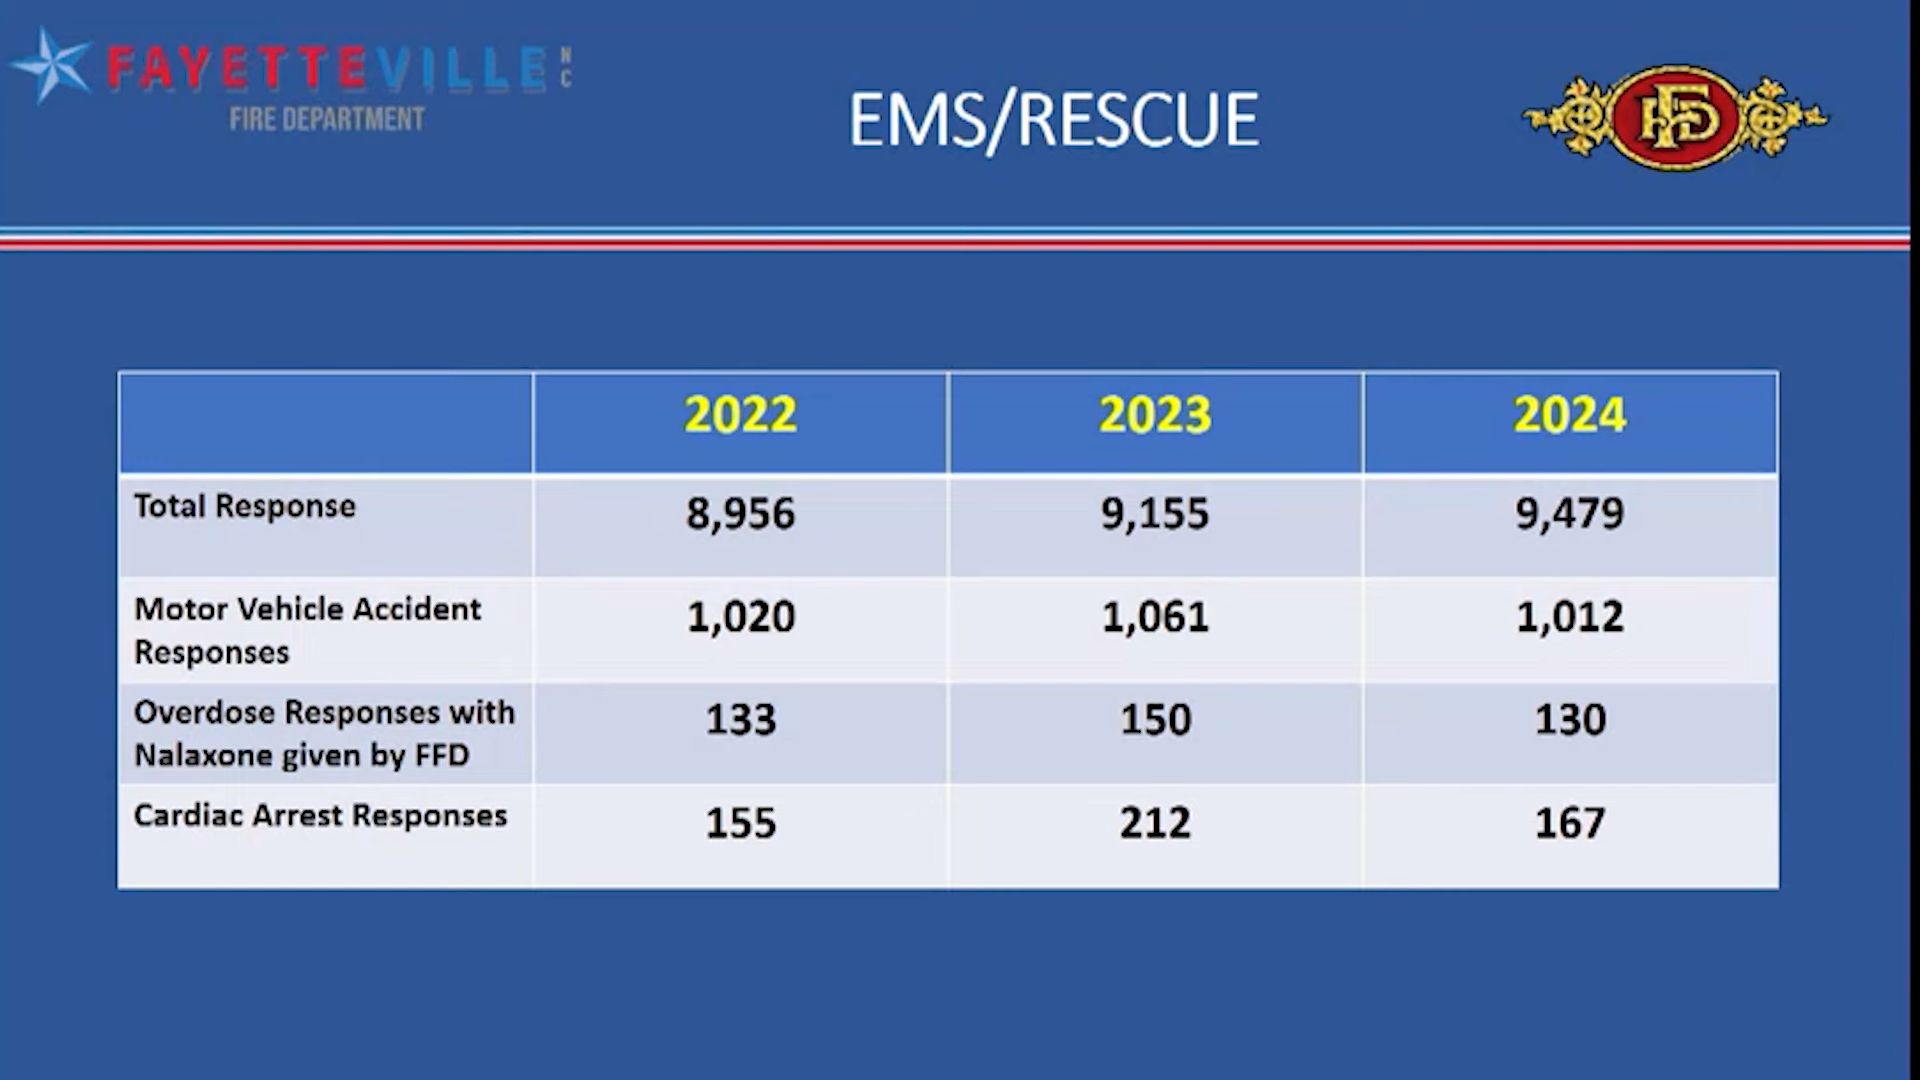 FAYETTEVILLE NC
FIRE DEPARTMENT
EMS/RESCUE
FFD
2022 2023 2024
Total Response 8,956 9,155 9,479
Motor Vehicle Accident
Responses 1,020 1,061 1,012
Overdose Responses with
Nalaxone given by FFD 133 150 130
Cardiac Arrest Responses 155 212 167